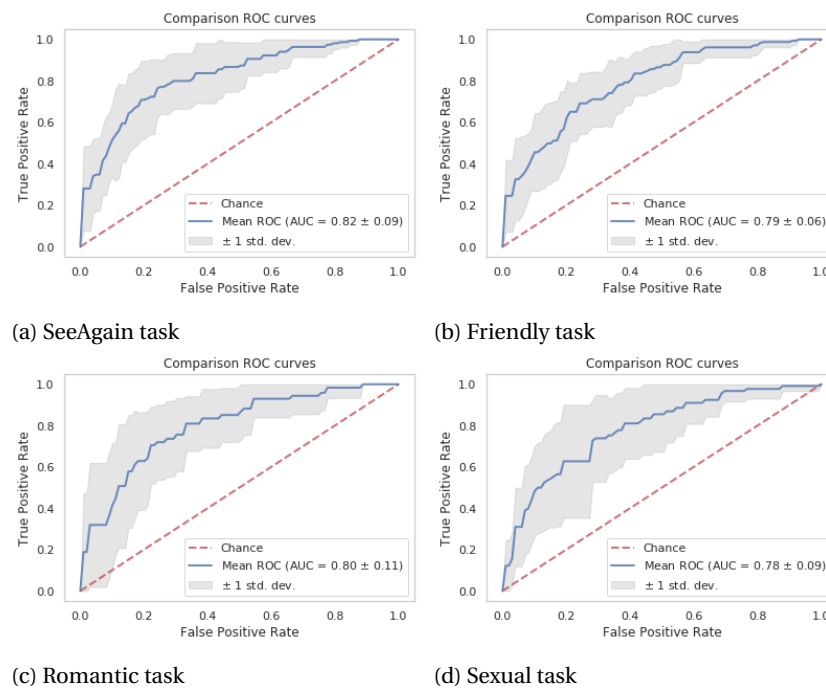 Comparison ROC curves
1.0
0.8
0.6
0.4
0.2
0.0
True Positive Rate
Chance
Mean ROC (AUC = 0.82 ± 0.09)
± 1 std. dev.
0.0 0.2 0.4 0.6 0.8 1.0
False Positive Rate
(a) SeeAgain task
Comparison ROC curves
1.0
0.8
0.6
0.4
0.2
0.0
True Positive Rate
Chance
Mean ROC (AUC = 0.79 ± 0.06)
± 1 std. dev.
0.0 0.2 0.4 0.6 0.8 1.0
False Positive Rate
(b) Friendly task
Comparison ROC curves
1.0
0.8
0.6
0.4
0.2
0.0
True Positive Rate
Chance
Mean ROC (AUC = 0.80 ± 0.11)
± 1 std. dev.
0.0 0.2 0.4 0.6 0.8 1.0
False Positive Rate
(c) Romantic task
Comparison ROC curves
1.0
0.8
0.6
0.4
0.2
0.0
True Positive Rate
Chance
Mean ROC (AUC = 0.78 ± 0.09)
± 1 std. dev.
0.0 0.2 0.4 0.6 0.8 1.0
False Positive Rate
(d) Sexual task